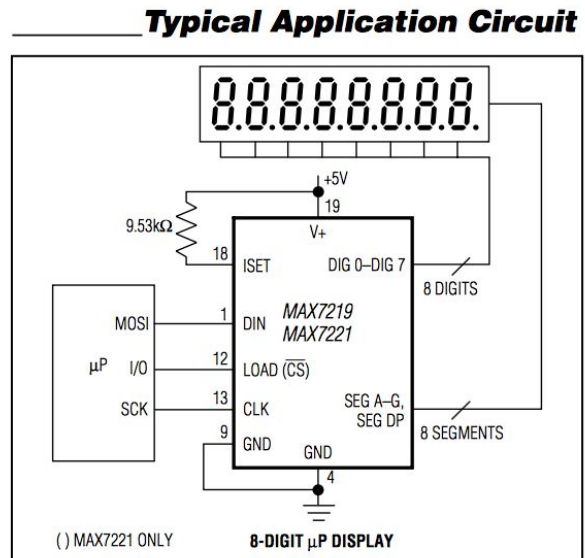 Typical Application Circuit
8.8.8.8.8.8.8.8.
+5V
19
9.53kΩ
V+
18
ISET
DIG 0–DIG 7
8 DIGITS
MAX7219
MAX7221
MOSI
1
DIN
μP
I/O
12
LOAD (C̅S̅)
SCK
13
CLK
SEG A–G,
SEG DP
8 SEGMENTS
9
GND
GND
4
( ) MAX7221 ONLY
8-DIGIT μP DISPLAY